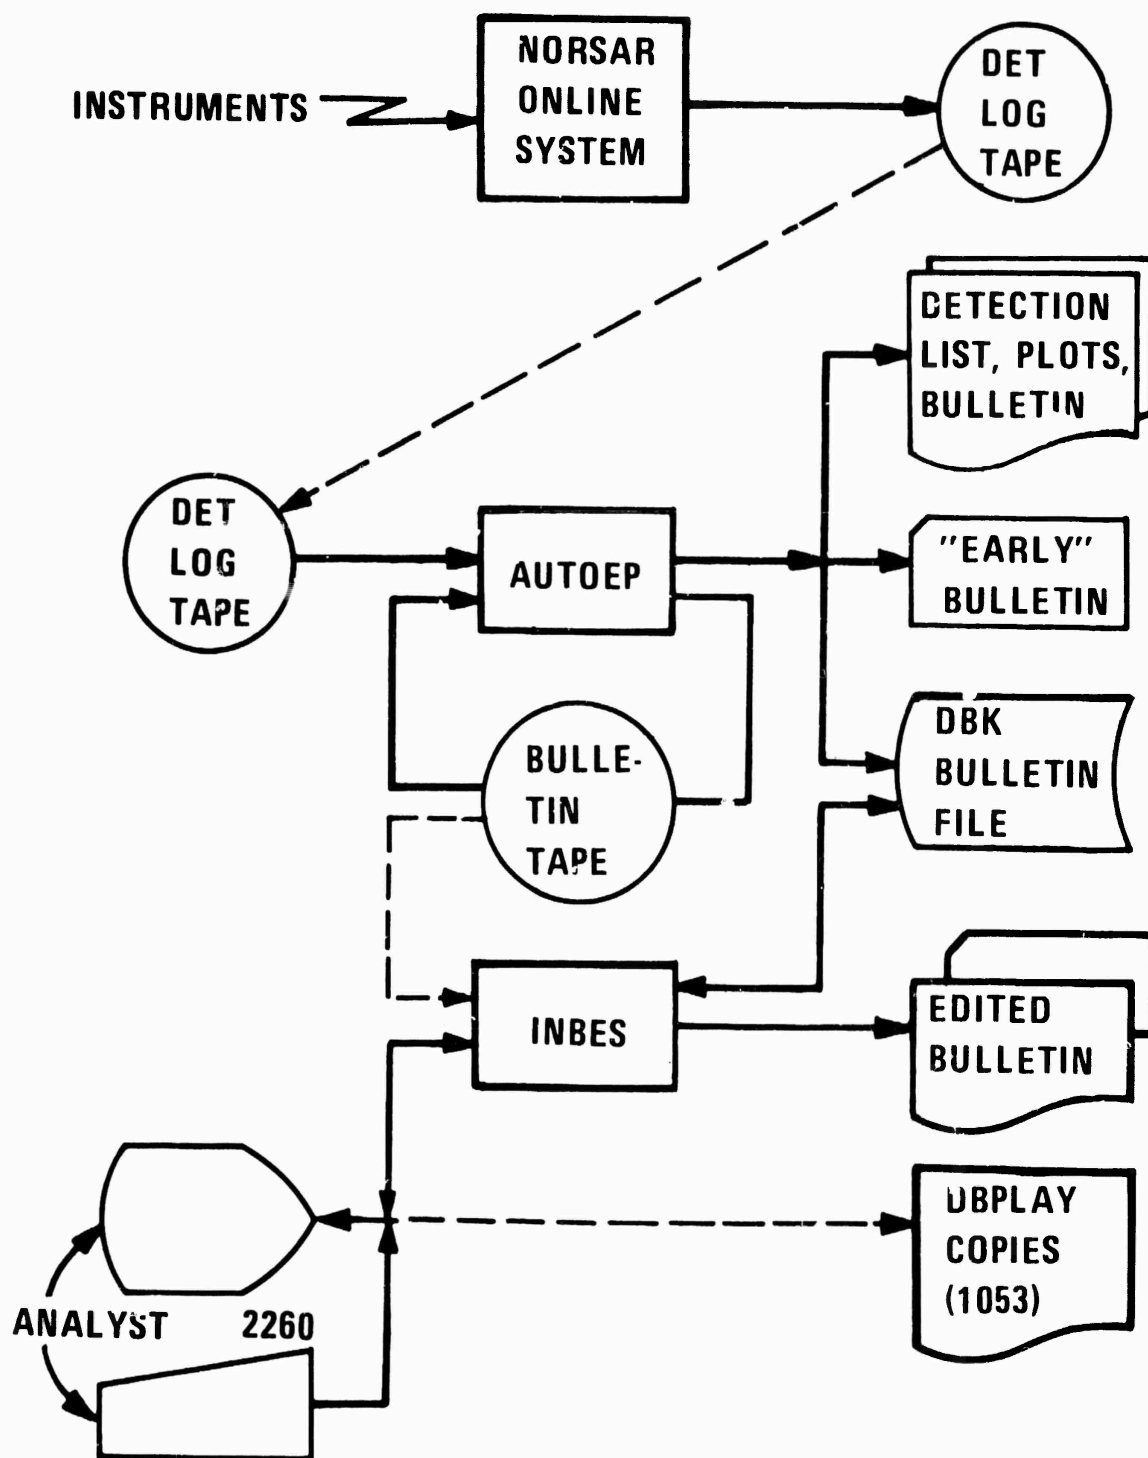 INSTRUMENTS
NORSAR
ONLINE
SYSTEM
DET
LOG
TAPE
DETECTION
LIST, PLOTS,
BULLETIN
DET
LOG
TAPE
AUTOEP
"EARLY"
BULLETIN
BULLE-
TIN
TAPE
DBK
BULLETIN
FILE
INBES
EDITED
BULLETIN
DBPLAY
COPIES
(1053)
ANALYST
2260